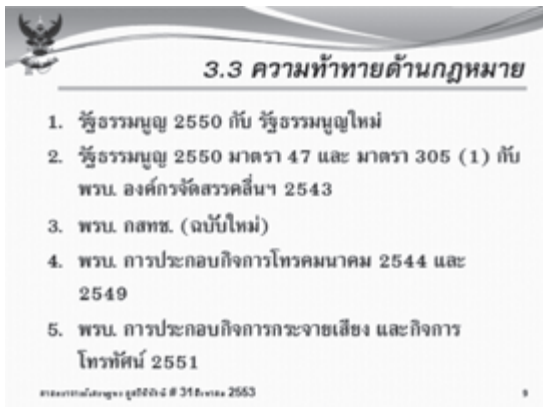 3.3 ความท้าทายด้านกฎหมาย
1. รัฐธรรมนูญ 2550 กับ รัฐธรรมนูญใหม่
2. รัฐธรรมนูญ 2550 มาตรา 47 และ มาตรา 305 (1) กับ
พรบ. องค์กรจัดสรรคลื่นฯ 2543
3. พรบ. กสทช. (ฉบับใหม่)
4. พรบ. การประกอบกิจการโทรคมนาคม 2544 และ
2549
5. พรบ. การประกอบกิจการกระจายเสียง และกิจการ
โทรทัศน์ 2551
# 31 สิงหาคม 2553
9